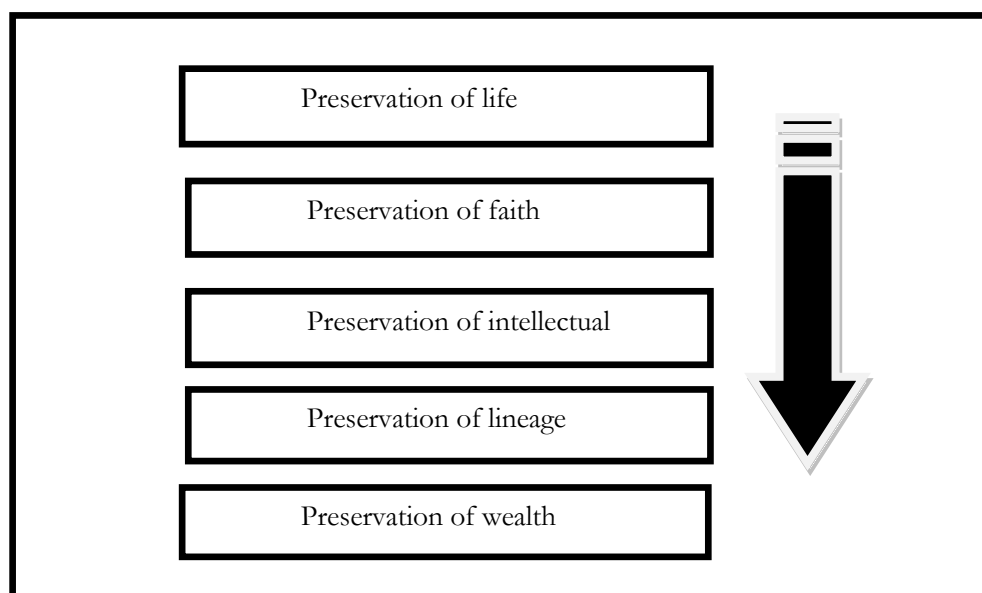 Preservation of life
Preservation of faith
Preservation of intellectual
Preservation of lineage
Preservation of wealth